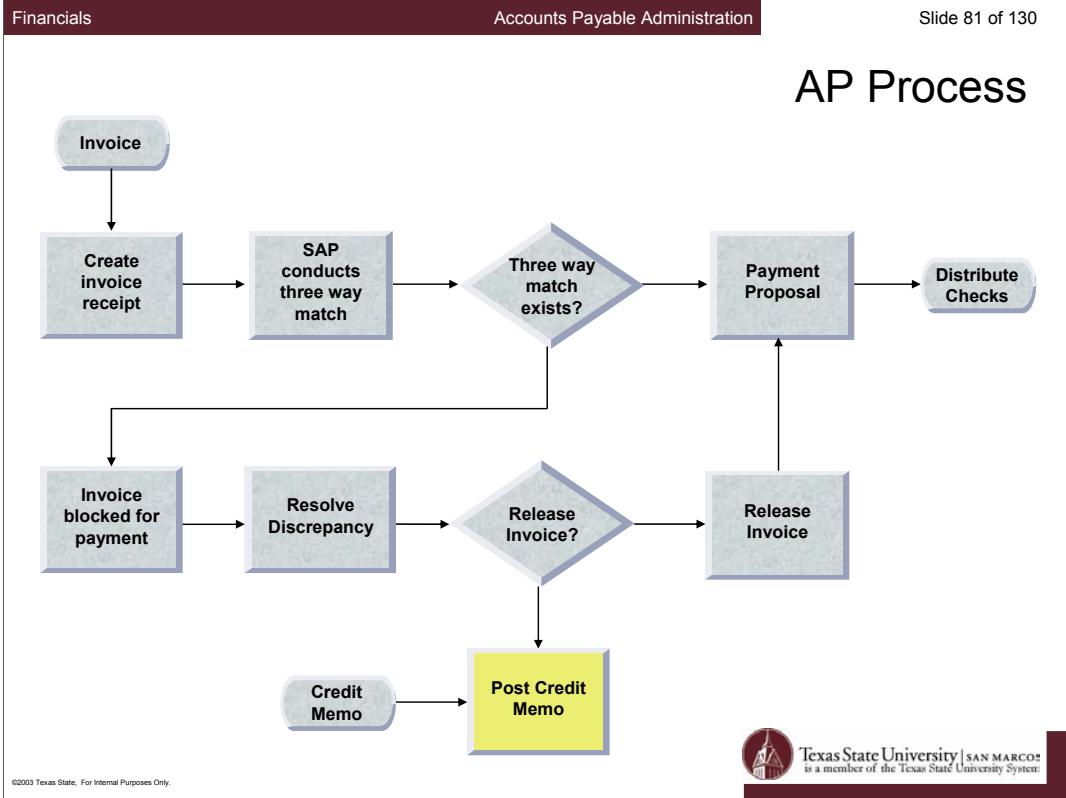 Financials
Accounts Payable Administration
Slide 81 of 130
AP Process
Invoice
Create
invoice
receipt
SAP
conducts
three way
match
Three way
match
exists?
Payment
Proposal
Distribute
Checks
Invoice
blocked for
payment
Resolve
Discrepancy
Release
Invoice?
Release
Invoice
Credit
Memo
Post Credit
Memo
Texas State University | SAN MARCOS
is a member of the Texas State University System
©2003 Texas State, For Internal Purposes Only.